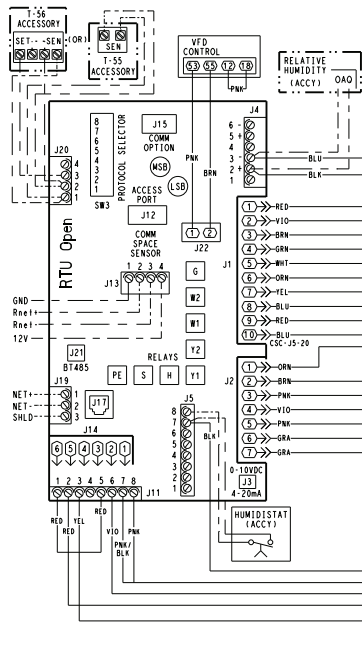 T-56
ACCESSORY
SET-- -SEN
(OR)
SEN
T-55
ACCESSORY
VFD
CONTROL
53 55 12 18
PNK
RELATIVE
HUMIDITY
(ACCY)
OAQ
J4
6 -
5 +
4
3 -
2 +
1
BLU
BLK
PNK
BRN
8
7
6
5
4
3
2
1
SW3
PROTOCOL SELECTOR
J15
COMM
OPTION
MSB
LSB
ACCESS
PORT
J12
COMM
SPACE
SENSOR
1 2 3 4
J13
J20
4
3
2
1
RTU Open
1 2
J22
J1
1 RED
2 VIO
3 BRN
4 GRN
5 WHT
6 ORN
7 YEL
8 BLU
9 RED
10 BLU
CSC-J5-20
G
W2
W1
Y2
Y1
GND
Rnet+
Rnet-
12V
J21
BT485
RELAYS
PE S H Y1
J2
1 ORN
2 BRN
3 PNK
4 VIO
5 PNK
6 GRA
7 GRA
J19
NET+ 1
NET- 2
SHLD 3
J17
J5
8
7
6
5
4
3
2
1
BLK
J14
6 5 4 3 2 1
0-10VDC
J3
4-20mA
1 2 3 4 5 6 7 8
J11
RED
RED
YEL
RED
VIO
PNK/
BLK
PNK
HUMIDISTAT
(ACCY)